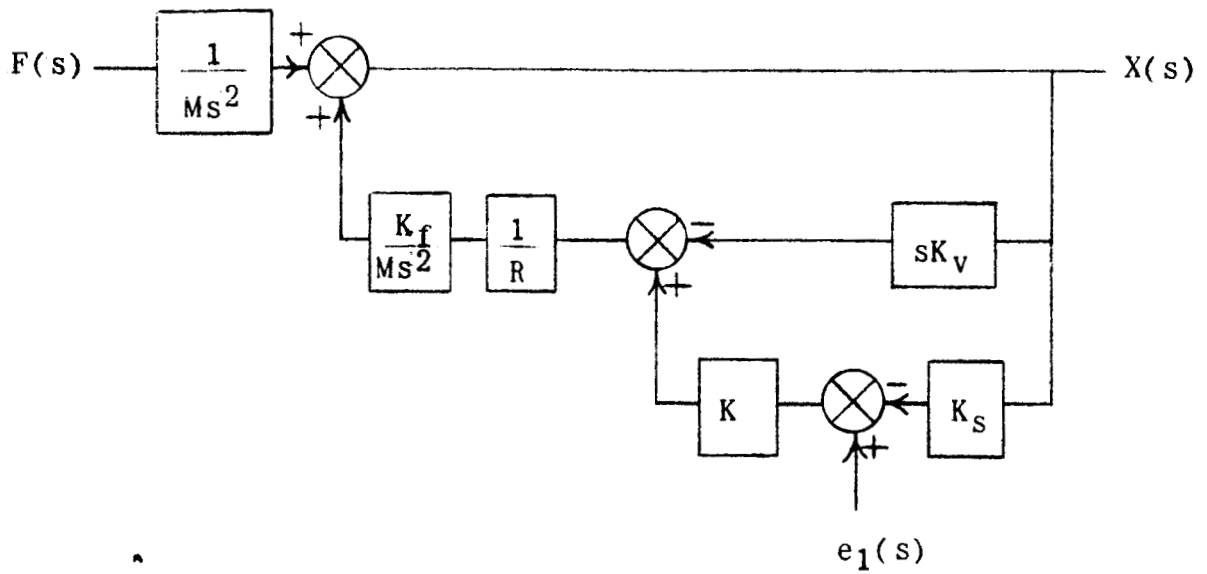 F(s)
1
Ms²
+
+
X(s)
K_f
Ms²
1
R
−
+
sK_v
K
−
+
K_s
e₁(s)